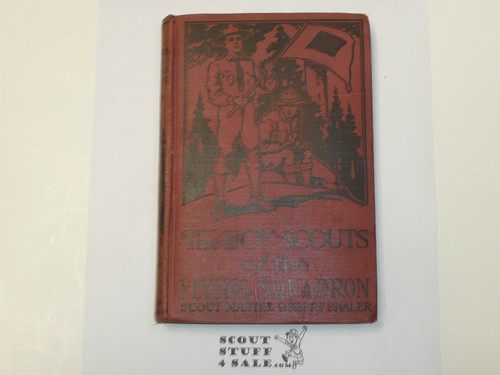 The BOY SCOUTS
of the
FLYING SQUADRON
SCOUT MASTER ROBERT SHALER
SCOUT
STUFF
4 SALE.com